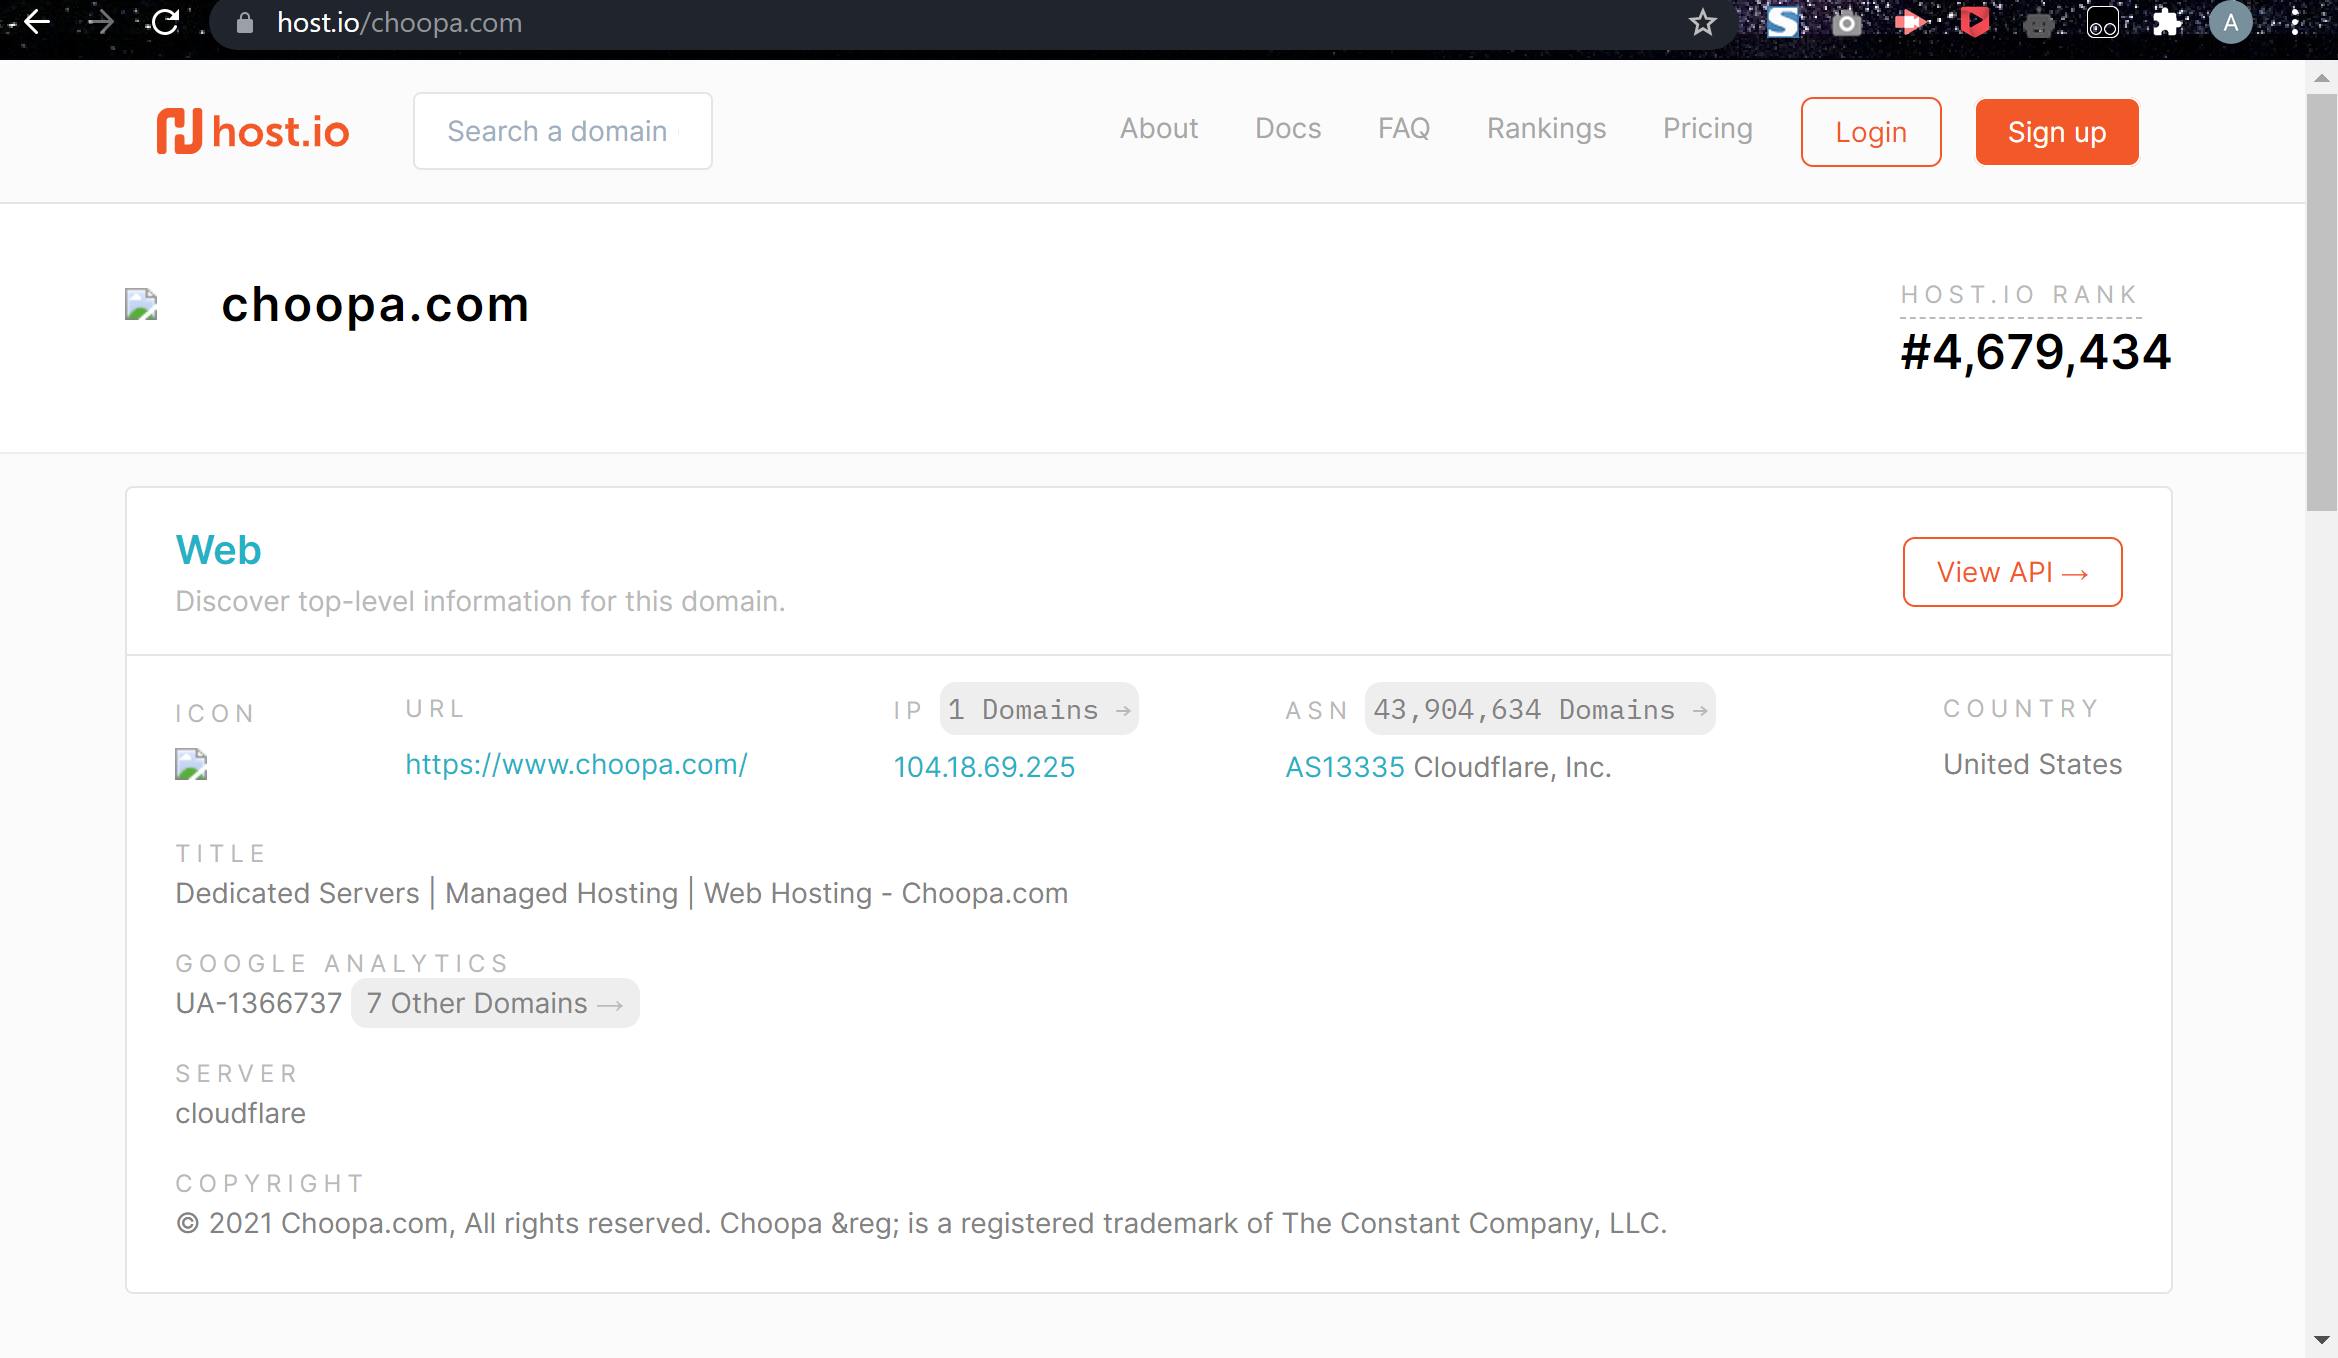 host.io/choopa.com
A
host.io
Search a domain
About Docs FAQ Rankings Pricing Login Sign up
choopa.com
HOST.IO RANK
#4,679,434
Web
Discover top-level information for this domain.
View API →
ICON
URL
https://www.choopa.com/
IP 1 Domains →
104.18.69.225
ASN 43,904,634 Domains →
AS13335 Cloudflare, Inc.
COUNTRY
United States
TITLE
Dedicated Servers | Managed Hosting | Web Hosting - Choopa.com
GOOGLE ANALYTICS
UA-1366737 7 Other Domains →
SERVER
cloudflare
COPYRIGHT
© 2021 Choopa.com, All rights reserved. Choopa &reg; is a registered trademark of The Constant Company, LLC.